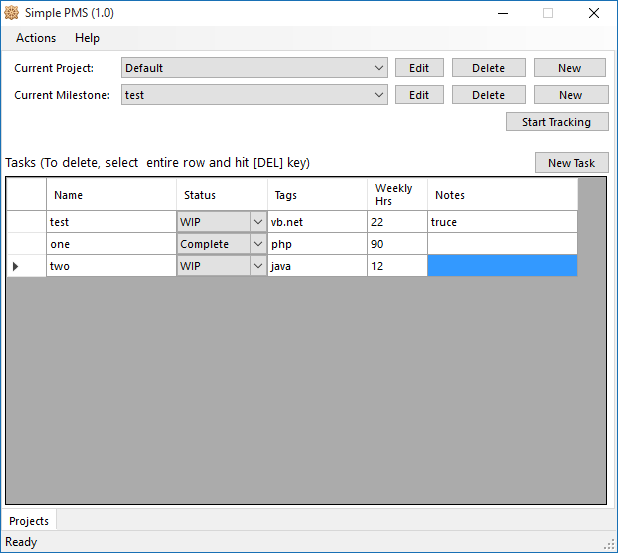 Simple PMS (1.0)
Actions Help
Current Project: Default Edit Delete New
Current Milestone: test Edit Delete New
Start Tracking
Tasks (To delete, select  entire row and hit [DEL] key) New Task
Name Status Tags Weekly Hrs Notes
test WIP vb.net 22 truce
one Complete php 90
two WIP java 12
Projects
Ready